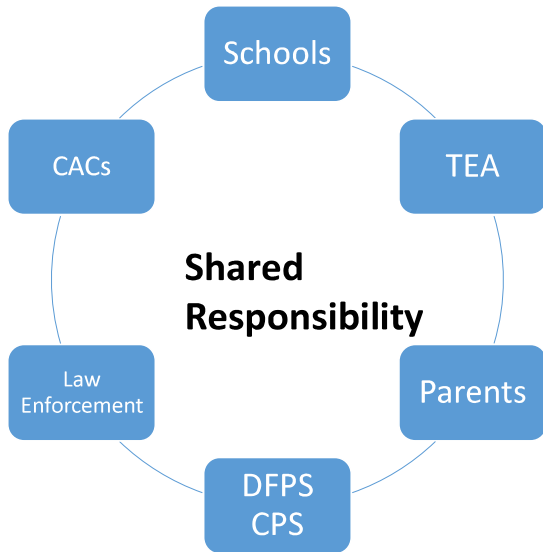 Schools
CACs
TEA
Shared
Responsibility
Law
Enforcement
Parents
DFPS
CPS